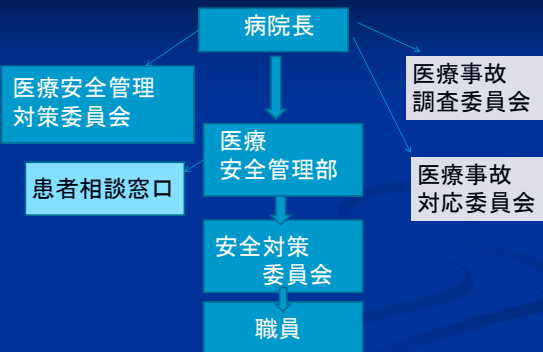 病院長
医療安全管理
対策委員会
医療事故
調査委員会
医療
安全管理部
患者相談窓口
医療事故
対応委員会
安全対策
委員会
職員